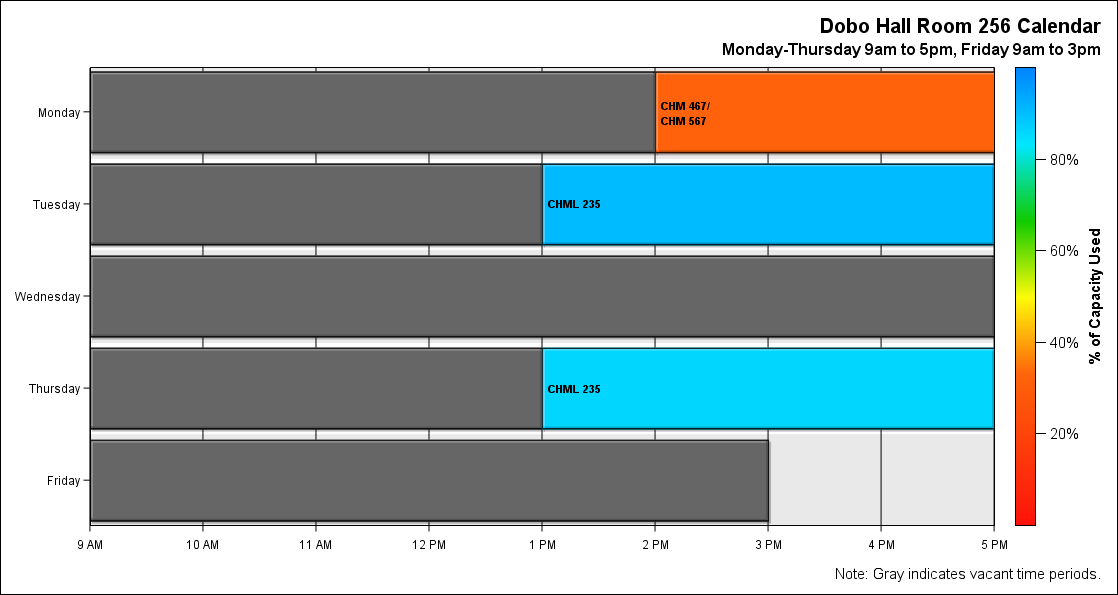 Dobo Hall Room 256 Calendar
Monday-Thursday 9am to 5pm, Friday 9am to 3pm
Monday
CHM 467/
CHM 567
Tuesday
CHML 235
Wednesday
Thursday
CHML 235
Friday
9 AM 10 AM 11 AM 12 PM 1 PM 2 PM 3 PM 4 PM 5 PM
80%
60%
40%
20%
% of Capacity Used
Note: Gray indicates vacant time periods.